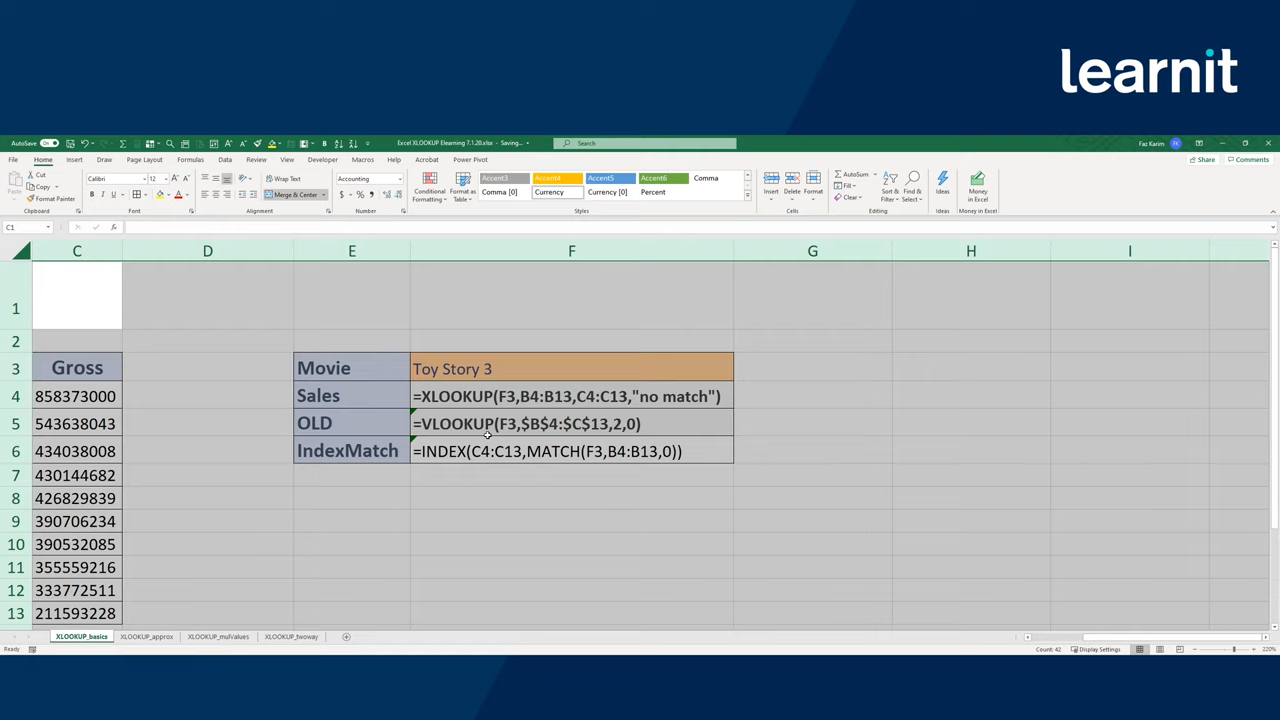 learnit
AutoSave On
Excel XLOOKUP Elearning 7.1.20.xlsx - Saving...
Search
Faz Karim
FK
File Home Insert Draw Page Layout Formulas Data Review View Developer Macros Help Acrobat Power Pivot
Share Comments
Paste
Cut
Copy
Format Painter
Clipboard
Calibri 12
B I U
Font
Wrap Text
Merge & Center
Alignment
Accounting
$ % ,
Number
Conditional Formatting
Format as Table
Accent3 Accent4 Accent5 Accent6 Comma
Comma [0] Currency Currency [0] Percent
Styles
Insert Delete Format
Cells
AutoSum
Fill
Clear
Sort & Filter
Find & Select
Editing
Ideas
Ideas
Money in Excel
Money in Excel
C1
fx
C D E F G H I
1
2
3 Gross Movie Toy Story 3
4 858373000 Sales =XLOOKUP(F3,B4:B13,C4:C13,"no match")
5 543638043 OLD =VLOOKUP(F3,$B$4:$C$13,2,0)
6 434038008 IndexMatch =INDEX(C4:C13,MATCH(F3,B4:B13,0))
7 430144682
8 426829839
9 390706234
10 390532085
11 355559216
12 333772511
13 211593228
XLOOKUP_basics XLOOKUP_approx XLOOKUP_mulValues XLOOKUP_twoway
Ready
Count: 42 Display Settings 220%